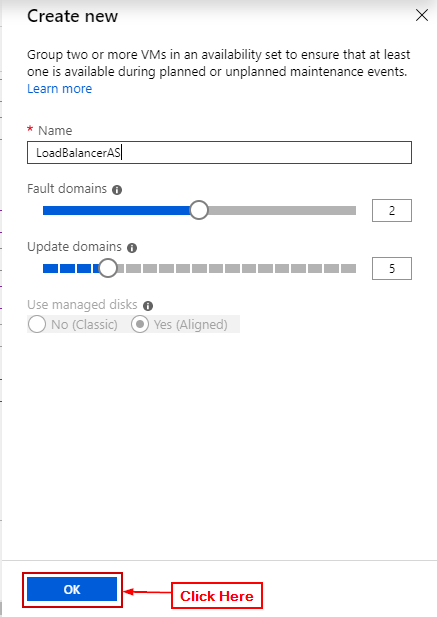 Create new
Group two or more VMs in an availability set to ensure that at least
one is available during planned or unplanned maintenance events.
Learn more
* Name
LoadBalancerAS
Fault domains
2
Update domains
5
Use managed disks
No (Classic) Yes (Aligned)
OK
Click Here